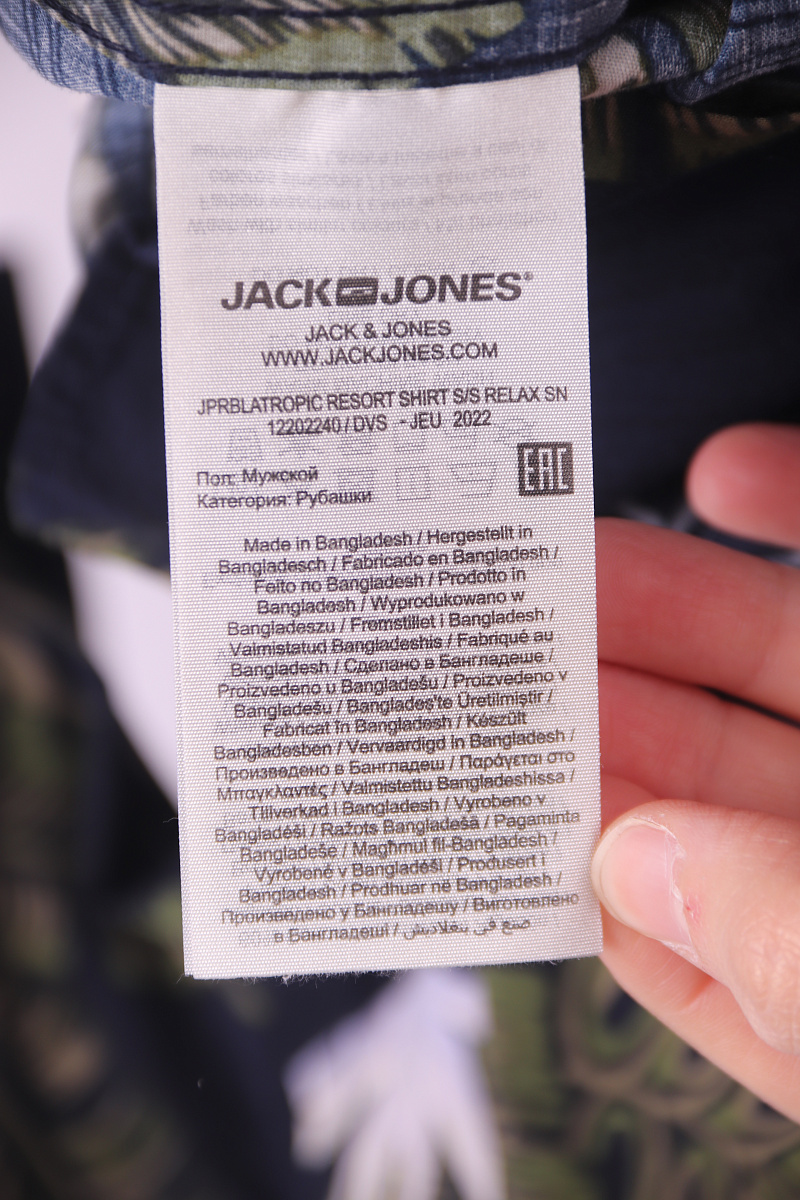 JACK JONES®
JACK & JONES
WWW.JACKJONES.COM
JPRBLATROPIC RESORT SHIRT S/S RELAX SN
12202240 / DVS - JEU 2022
Пол: Мужской
Категория: Рубашки
EAC
Made in Bangladesh / Hergestellt in
Bangladesch / Fabricado en Bangladesh /
Feito no Bangladesh / Prodotto in
Bangladesh / Wyprodukowano w
Bangladeszu / Fremstillet i Bangladesh /
Valmistatud Bangladeshis / Fabriqué au
Bangladesh / Сделано в Бангладеше /
Proizvedeno u Bangladešu / Proizvedeno v
Bangladešu / Banglades'te Üretilmiştir /
Fabricat în Bangladesh / Készült
Bangladesben / Vervaardigd in Bangladesh /
Произведено в Бангладеш / Παράγεται στο
Μπαγκλαντές / Valmistettu Bangladeshissa /
Tllverkad i Bangladesh / Vyrobeno v
Bangladéši / Ražots Bangladešā / Pagaminta
Bangladeše / Magħmul fil-Bangladesh /
Vyrobené v Bangladéši / Produsert i
Bangladesh / Prodhuar në Bangladesh /
Произведено у Бангладешу / Виготовлено
в Бангладеші / صنع في بنغلاديش